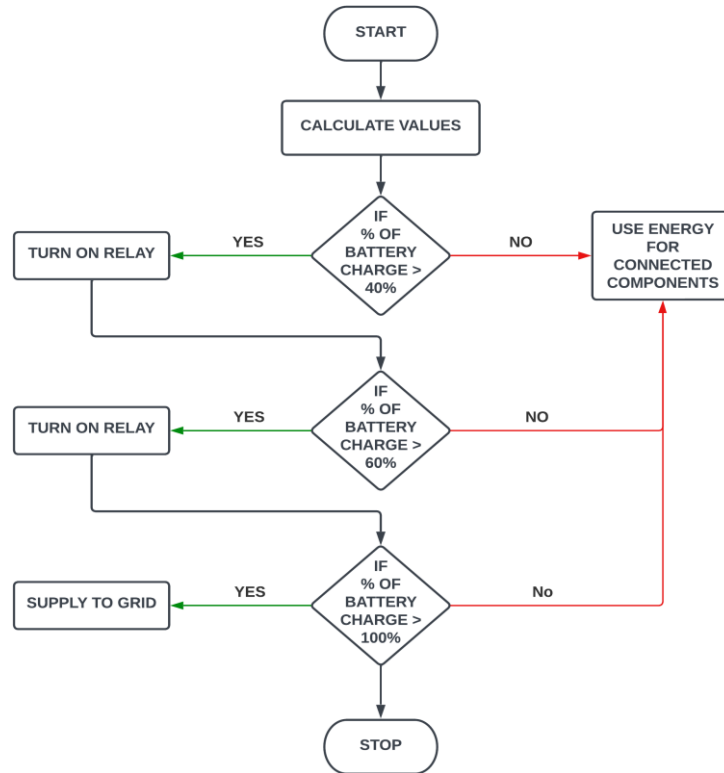 START
CALCULATE VALUES
IF
% OF
BATTERY
CHARGE >
40%
YES
NO
TURN ON RELAY
USE ENERGY
FOR
CONNECTED
COMPONENTS
IF
% OF
BATTERY
CHARGE >
60%
YES
NO
TURN ON RELAY
IF
% OF
BATTERY
CHARGE >
100%
YES
No
SUPPLY TO GRID
STOP